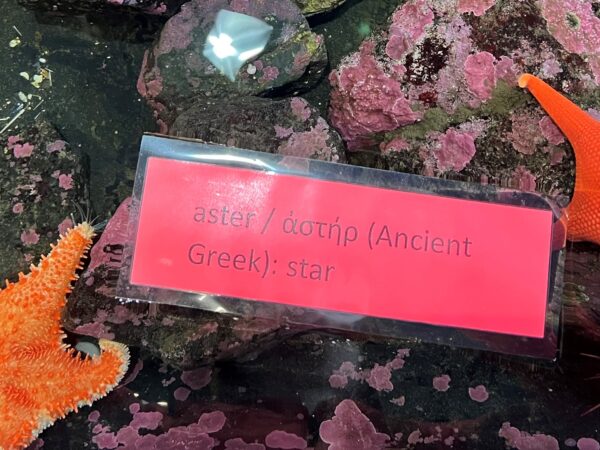 aster / ἀστήρ (Ancient
Greek): star